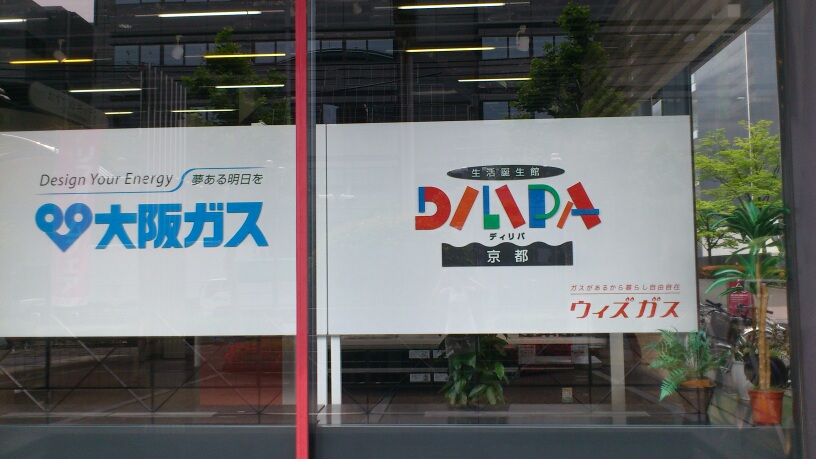 Design Your Energy 夢ある明日を
大阪ガス
生活誕生館
DILIPA
ディリパ
京都
ガスがあるから暮らし自由自在
ウィズガス